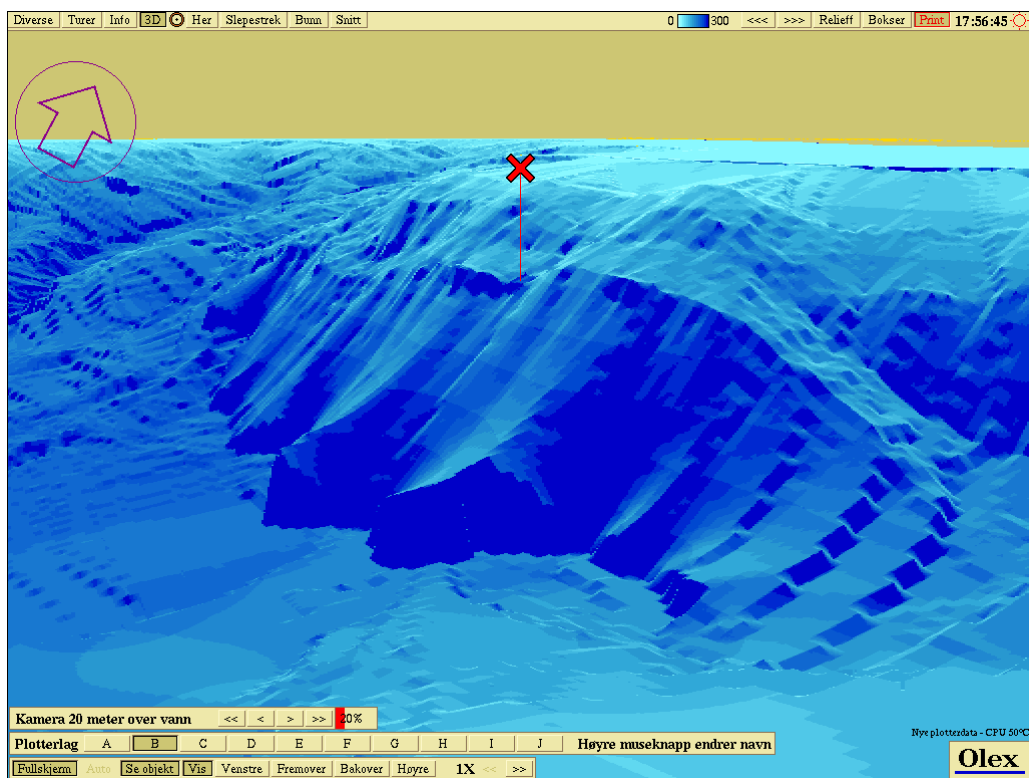 Diverse Turer Info 3D Her Slepestrek Bunn Snitt 0 300 <<< >>> Relieff Bokser Print 17:56:45
Kamera 20 meter over vann << < > >> 20%
Plotterlag A B C D E F G H I J Høyre museknapp endrer navn
Nye plotterdata - CPU 50°C
Fullskjerm Auto Se objekt Vis Venstre Fremover Bakover Høyre 1X << >>
Olex